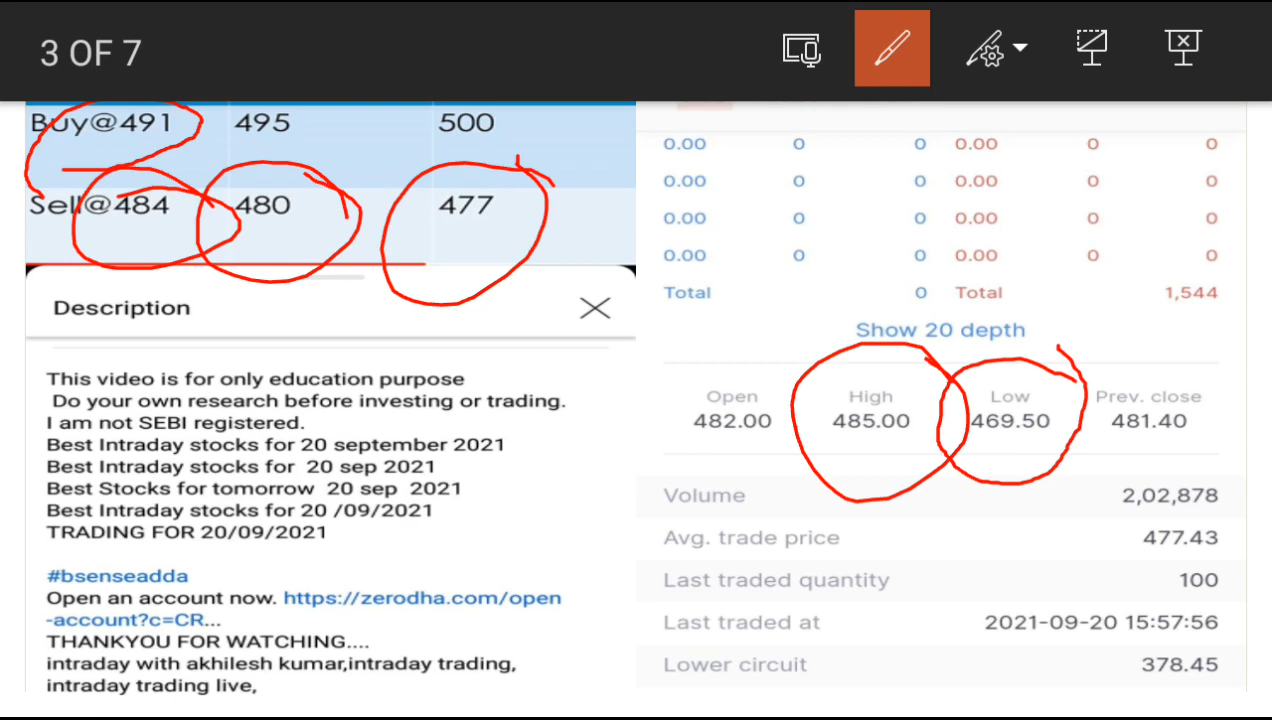 3 OF 7
Buy@491 495 500
Sell@484 480 477
Description
This video is for only education purpose
Do your own research before investing or trading.
I am not SEBI registered.
Best Intraday stocks for 20 september 2021
Best Intraday stocks for 20 sep 2021
Best Stocks for tomorrow 20 sep 2021
Best Intraday stocks for 20 /09/2021
TRADING FOR 20/09/2021
#bsenseadda
Open an account now. https://zerodha.com/open
-account?c=CR...
THANKYOU FOR WATCHING....
intraday with akhilesh kumar,intraday trading,
intraday trading live,
0.00 0 0 0.00 0 0
0.00 0 0 0.00 0 0
0.00 0 0 0.00 0 0
0.00 0 0 0.00 0 0
Total 0 Total 1,544
Show 20 depth
Open High Low Prev. close
482.00 485.00 469.50 481.40
Volume 2,02,878
Avg. trade price 477.43
Last traded quantity 100
Last traded at 2021-09-20 15:57:56
Lower circuit 378.45